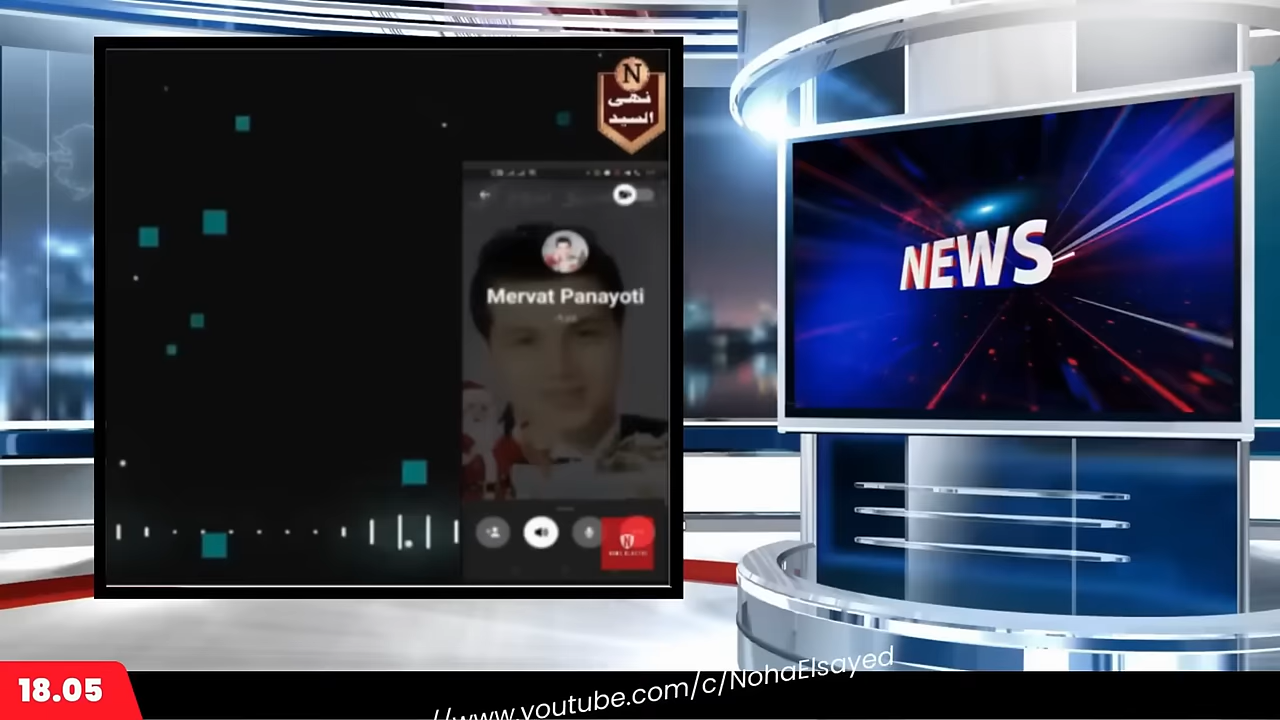 N
نهى
السيد
Mervat Panayoti
NEWS
18.05
//www.youtube.com/c/NohaElsayed